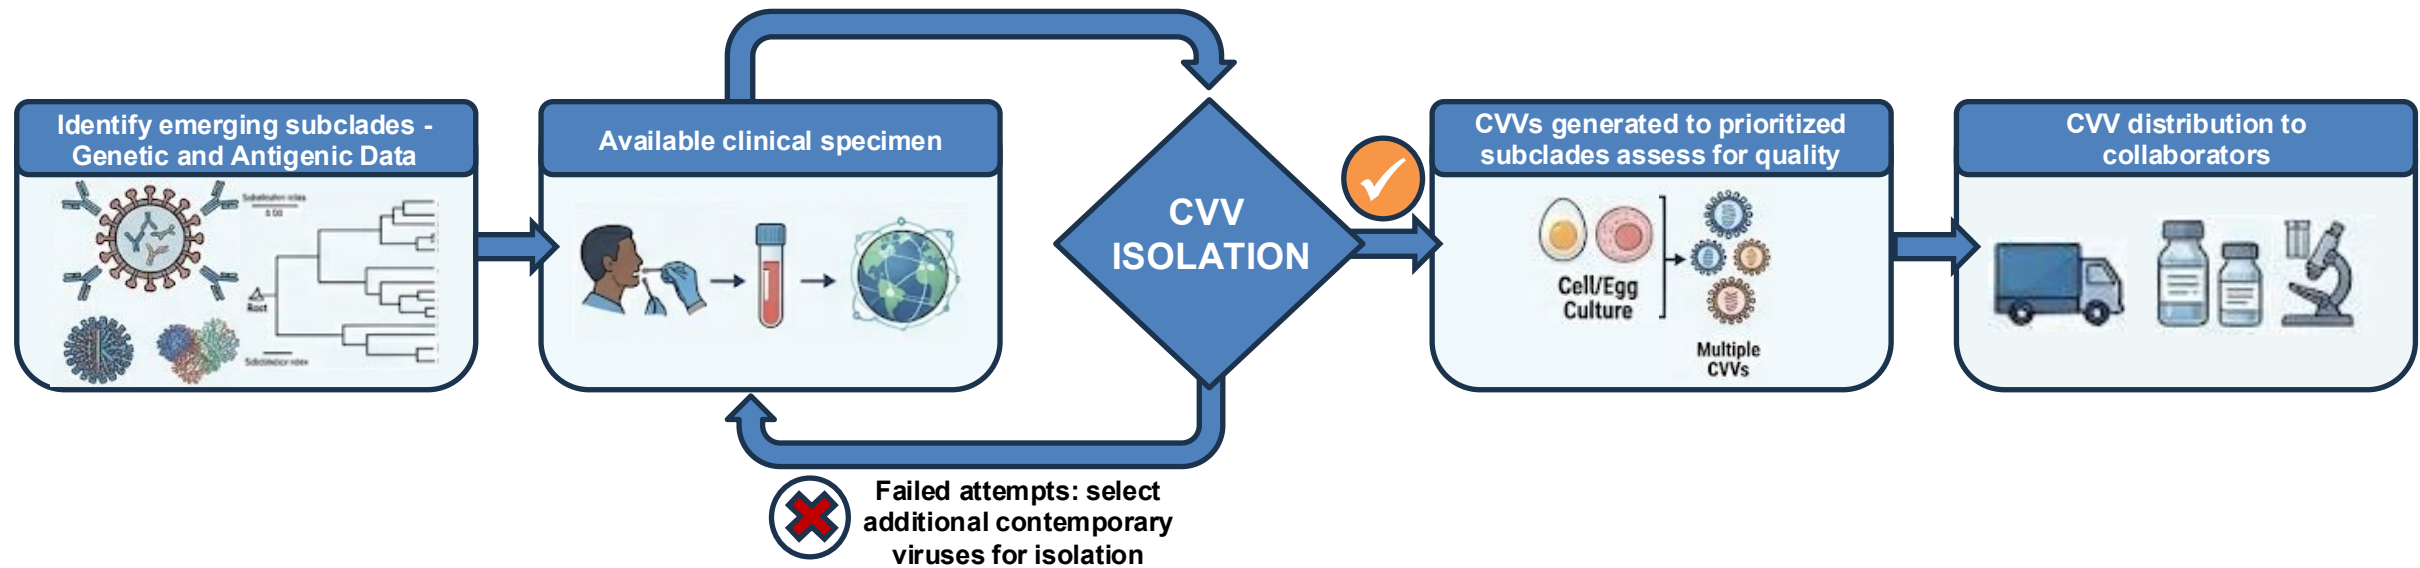 Identify emerging subclades -
Genetic and Antigenic Data
Root
Available clinical specimen
CVV
ISOLATION
Failed attempts: select
additional contemporary
viruses for isolation
CVVs generated to prioritized
subclades assess for quality
Cell/Egg
Culture
Multiple
CVVs
CVV distribution to
collaborators